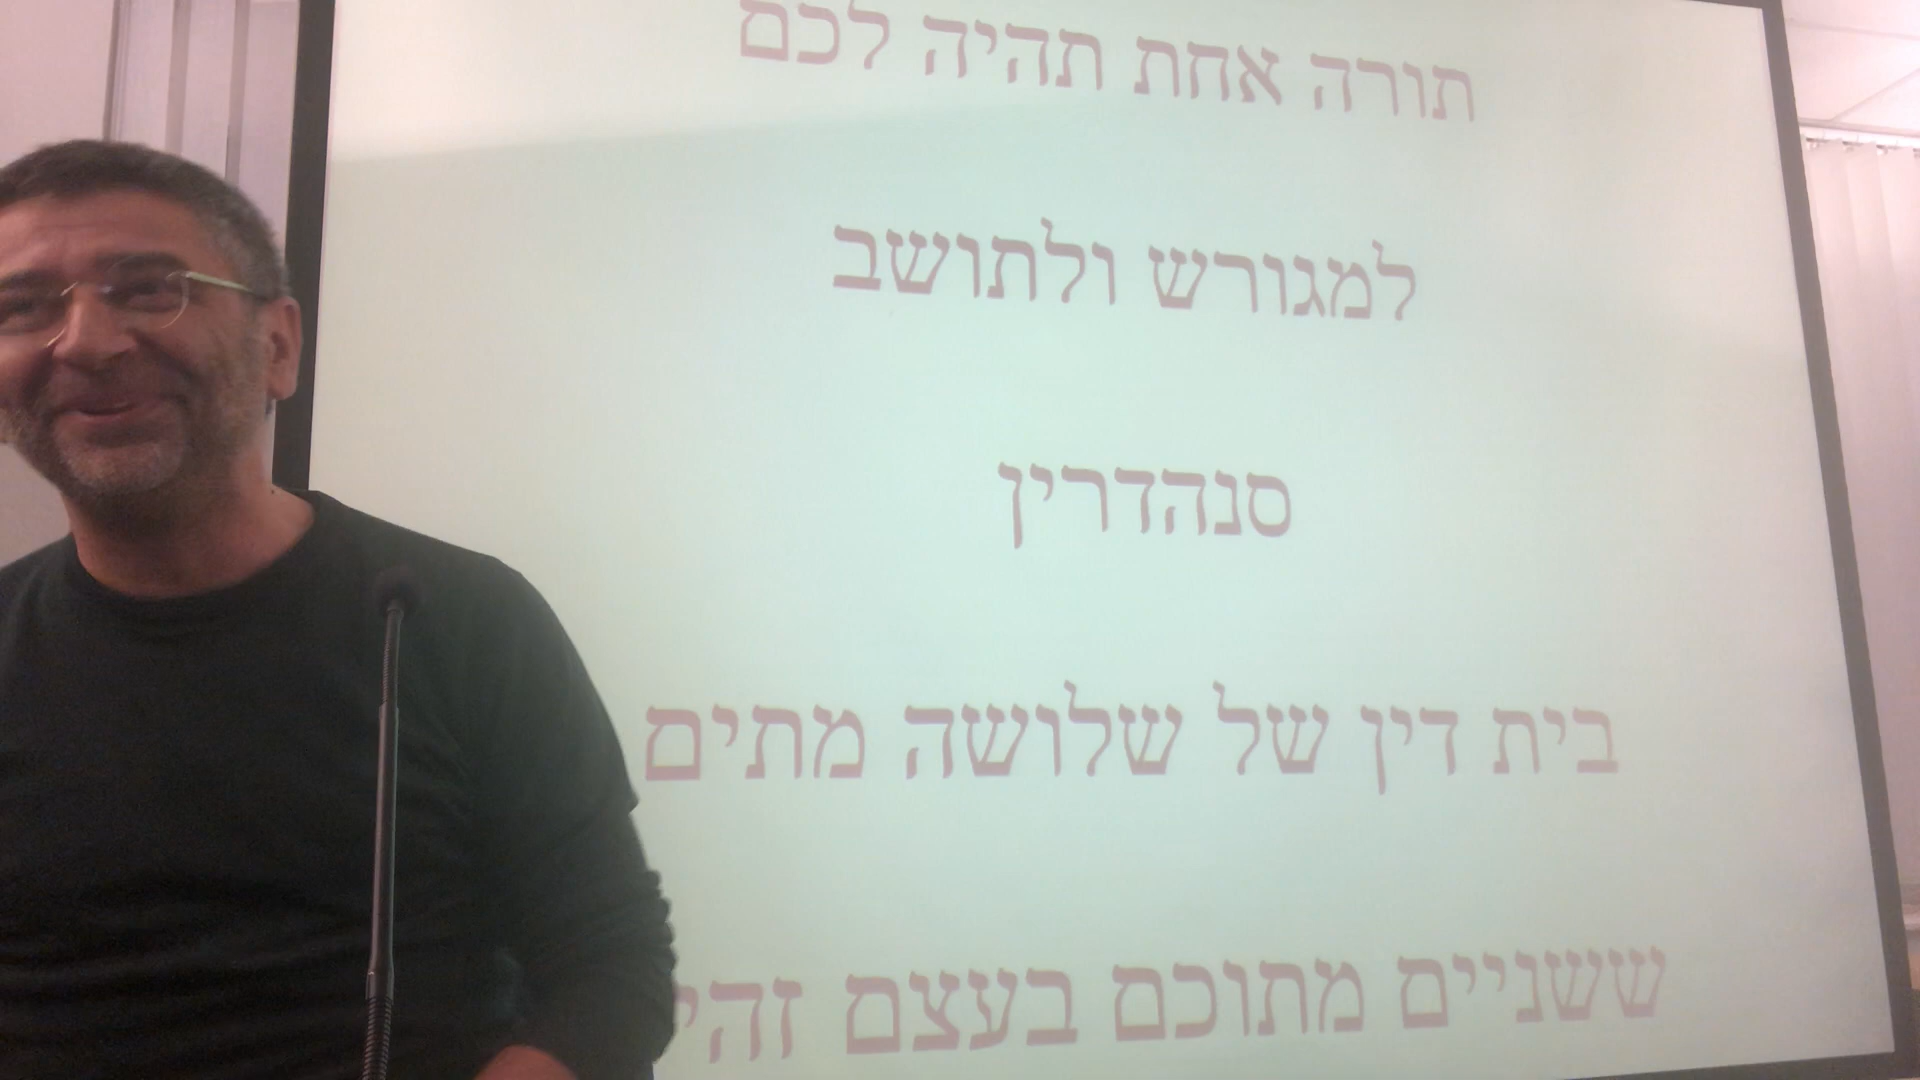 תורה אחת תהיה לכם
למגורש ולתושב
סנהדרין
בית דין של שלושה מתים
ששניים מתוכם בעצם